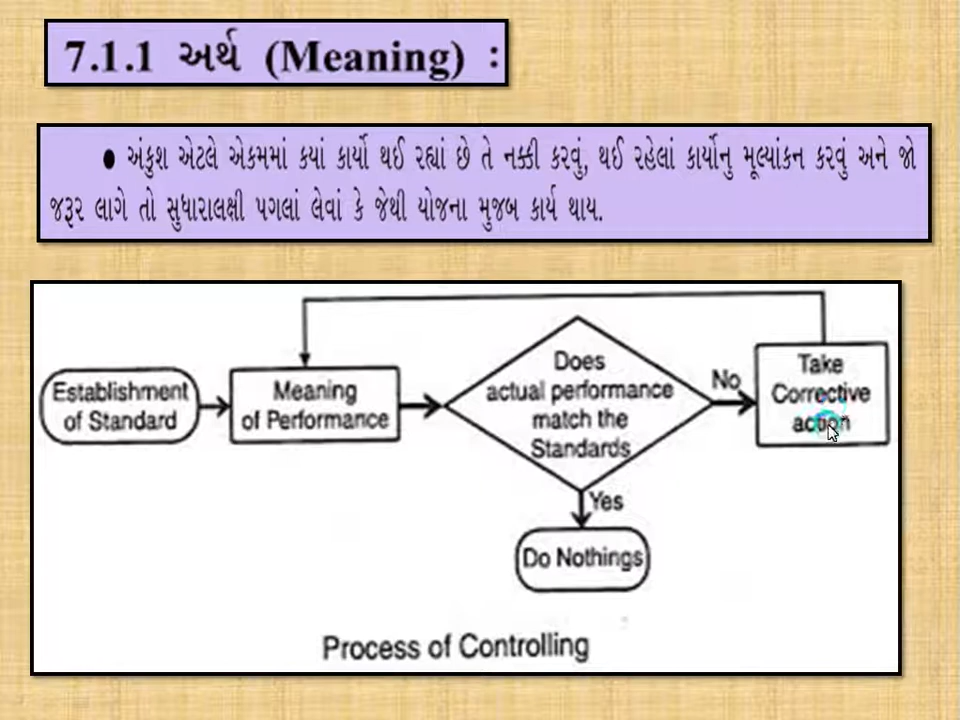 7.1.1 અર્થ (Meaning) :
● અંકુશ એટલે એકમમાં કયાં કાર્યો થઈ રહ્યાં છે તે નક્કી કરવું, થઈ રહેલાં કાર્યોનુ મૂલ્યાંકન કરવું અને જો
જરૂર લાગે તો સુધારાલક્ષી પગલાં લેવાં કે જેથી યોજના મુજબ કાર્ય થાય.
Establishment
of Standard
Meaning
of Performance
Does
actual performance
match the
Standards
No
Take
Corrective
action
Yes
Do Nothings
Process of Controlling